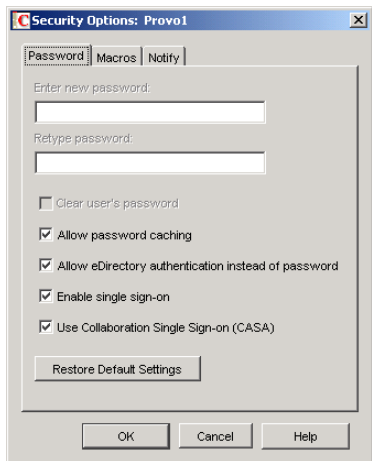 Security Options: Provo1
Password Macros Notify
Enter new password:
Retype password:
Clear user's password
Allow password caching
Allow eDirectory authentication instead of password
Enable single sign-on
Use Collaboration Single Sign-on (CASA)
Restore Default Settings
OK Cancel Help